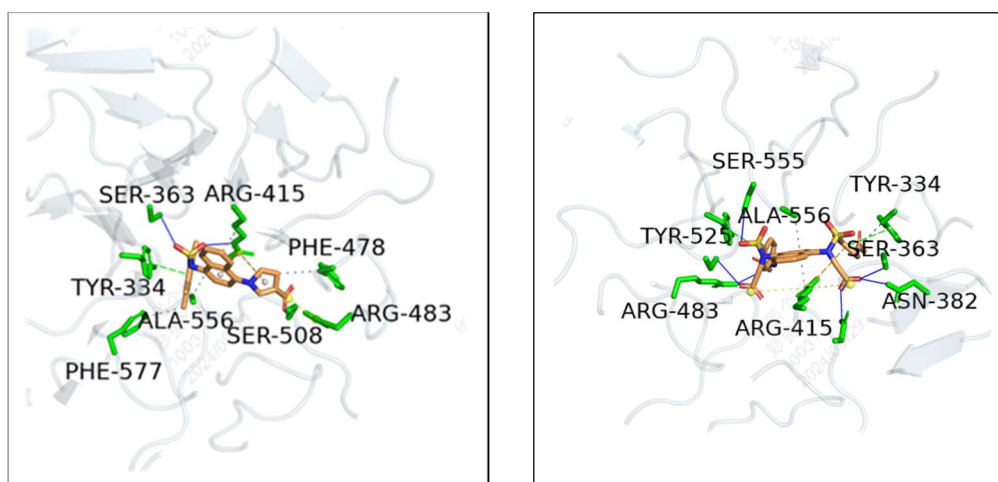 SER-363 ARG-415
PHE-478
TYR-334
ALA-556
SER-508
ARG-483
PHE-577
SER-555
TYR-334
ALA-556
TYR-525
SER-363
ARG-483
ASN-382
ARG-415